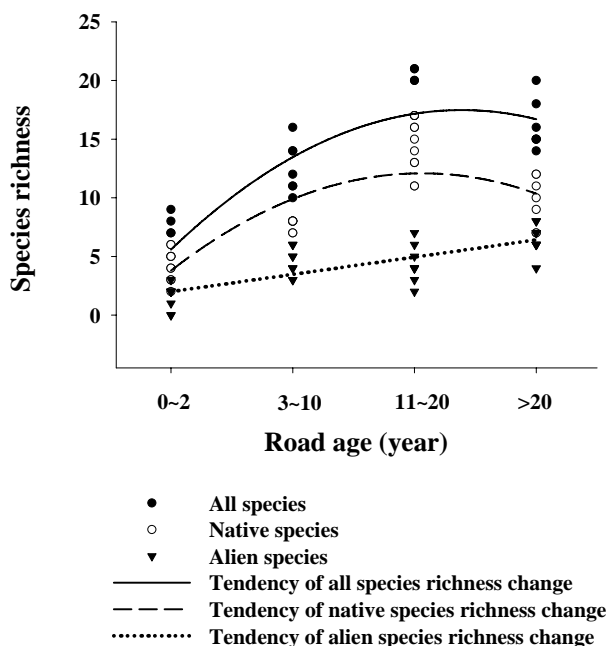 25
20
15
10
5
0
Species richness
0~2
3~10
11~20
>20
Road age (year)
All species
Native species
Alien species
Tendency of all species richness change
Tendency of native species richness change
Tendency of alien species richness change